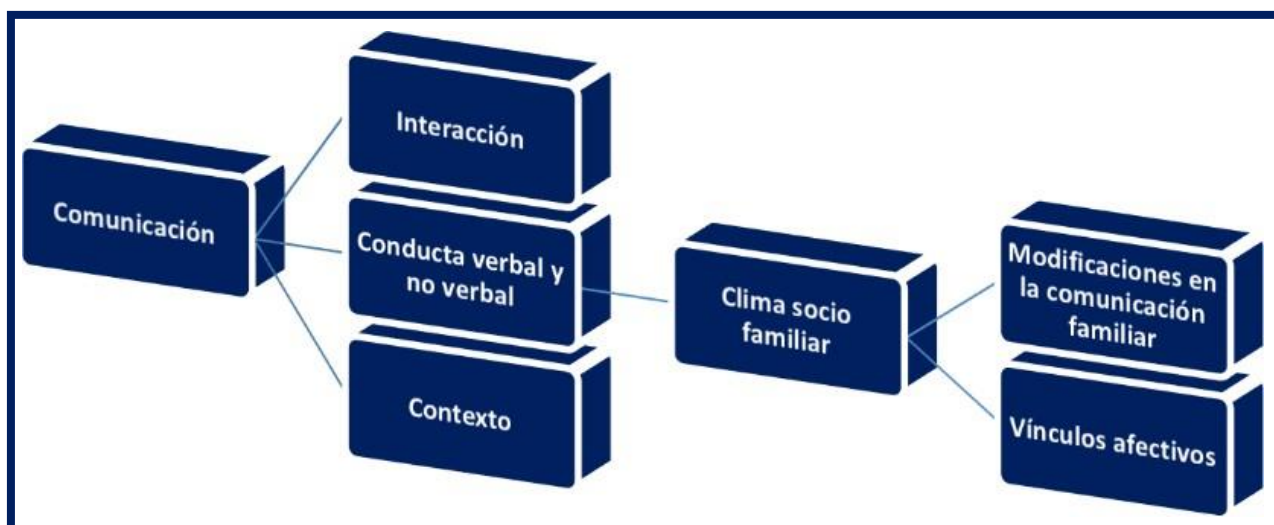 Comunicación
Interacción
Conducta verbal y
no verbal
Contexto
Clima socio
familiar
Modificaciones en
la comunicación
familiar
Vínculos afectivos